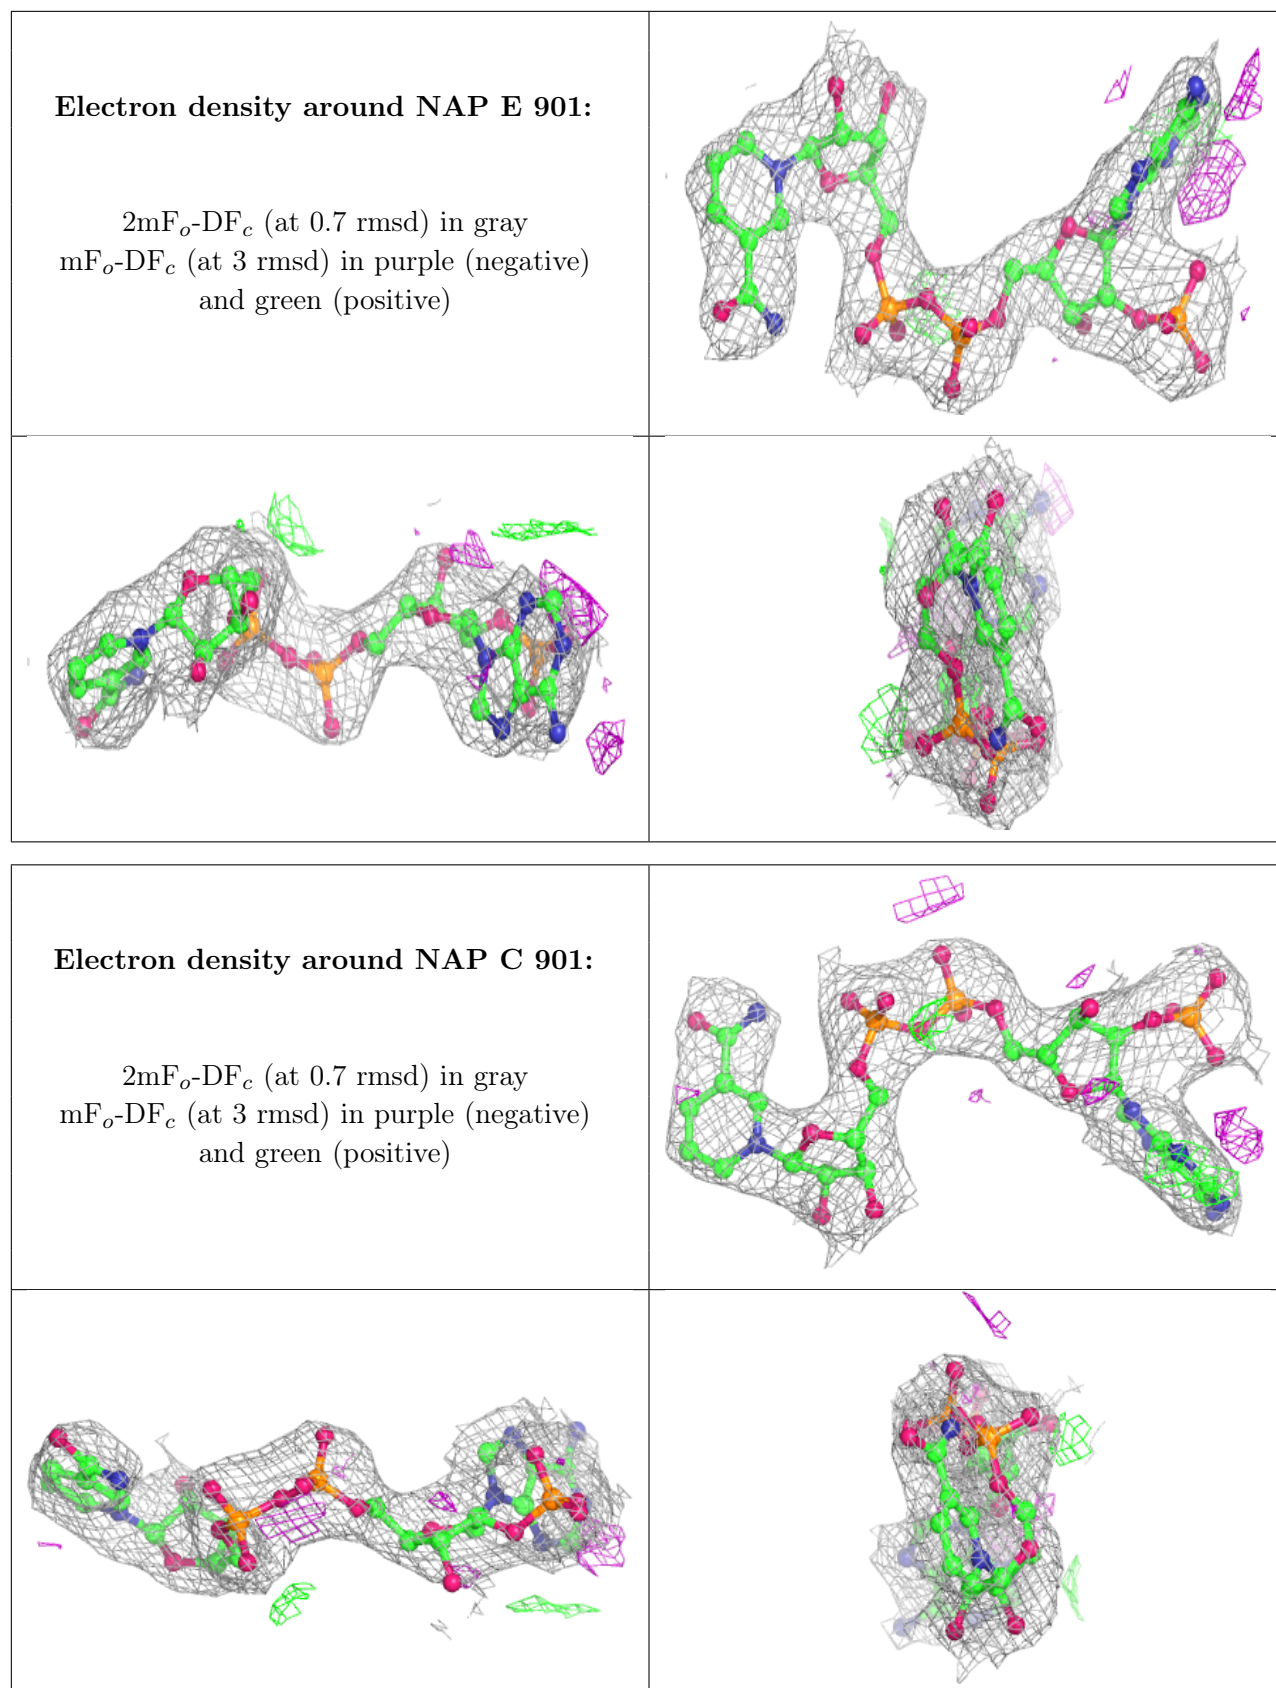 Electron density around NAP E 901:
2mFo-DFc (at 0.7 rmsd) in gray
mFo-DFc (at 3 rmsd) in purple (negative)
and green (positive)
Electron density around NAP C 901:
2mFo-DFc (at 0.7 rmsd) in gray
mFo-DFc (at 3 rmsd) in purple (negative)
and green (positive)